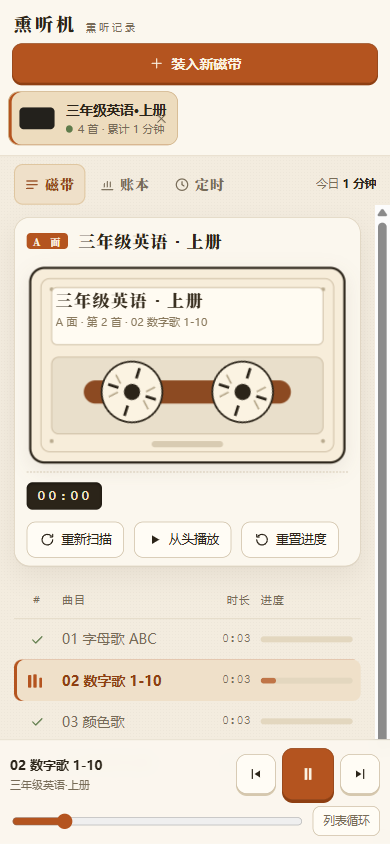 熏听机 熏听记录
＋ 装入新磁带
三年级英语·上册
4 首 · 累计 1 分钟
磁带 账本 定时 今日 1 分钟
A 面 三年级英语 · 上册
三年级英语 · 上册
A 面 · 第 2 首 · 02 数字歌 1-10
00:00
重新扫描 从头播放 重置进度
# 曲目 时长 进度
01 字母歌 ABC 0:03
02 数字歌 1-10 0:03
03 颜色歌 0:03
02 数字歌 1-10
三年级英语·上册
列表循环